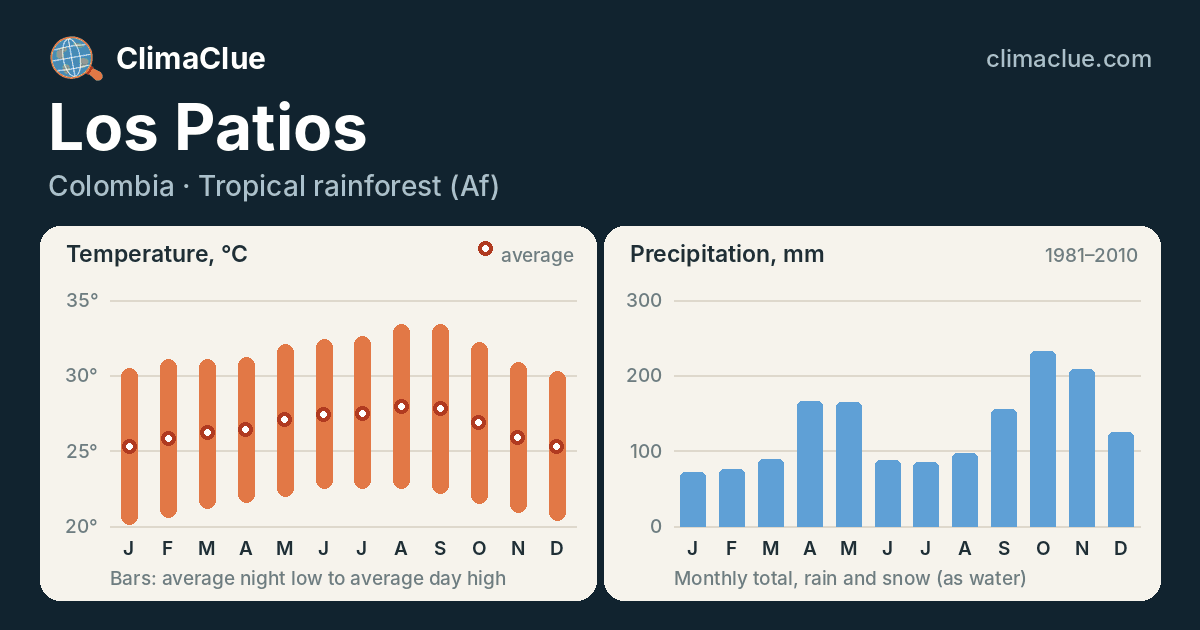 ClimaClue
climaclue.com
Los Patios
Colombia · Tropical rainforest (Af)
Temperature, °C
average
35°
30°
25°
20°
J F M A M J J A S O N D
Bars: average night low to average day high
Precipitation, mm
1981–2010
300
200
100
0
J F M A M J J A S O N D
Monthly total, rain and snow (as water)